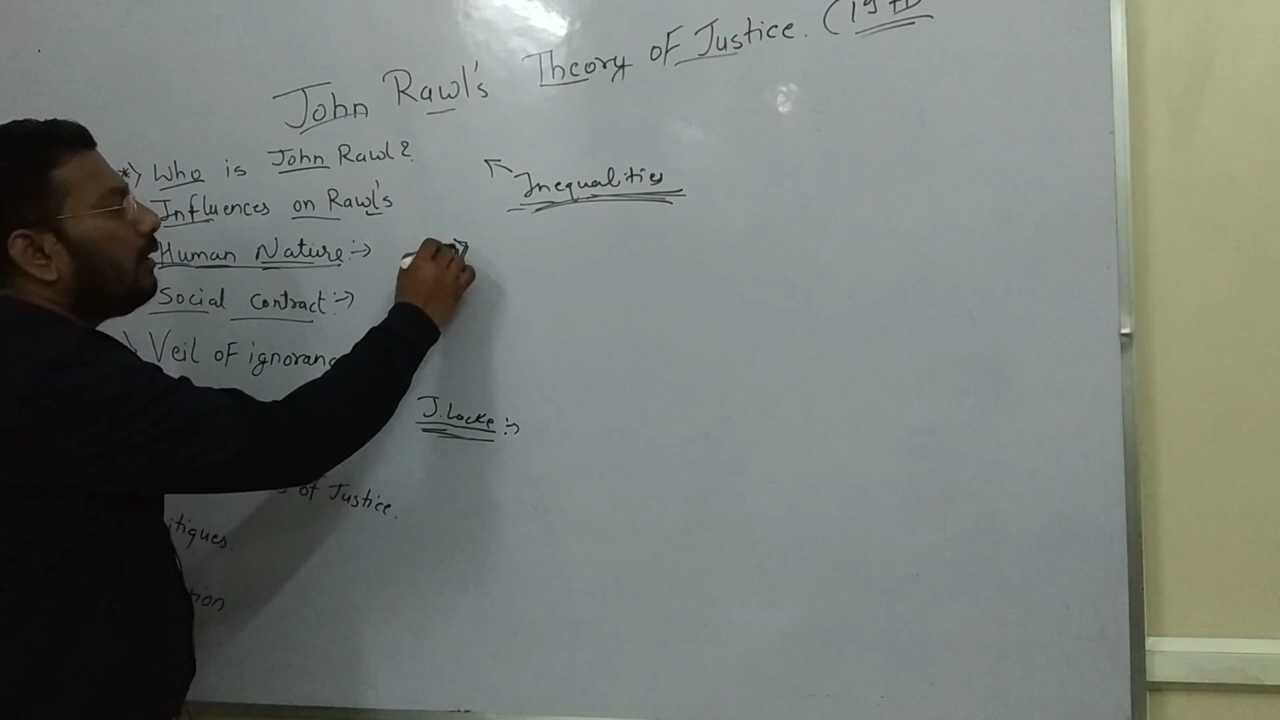 John Rawl's Theory of Justice. (1971)
*) Who is John Rawl?
Influences on Rawl's
Human Nature :→
Social Contract :→
Veil of ignoranc
of Justice.
itiques.
ion
Inequalities
J. Locke :→